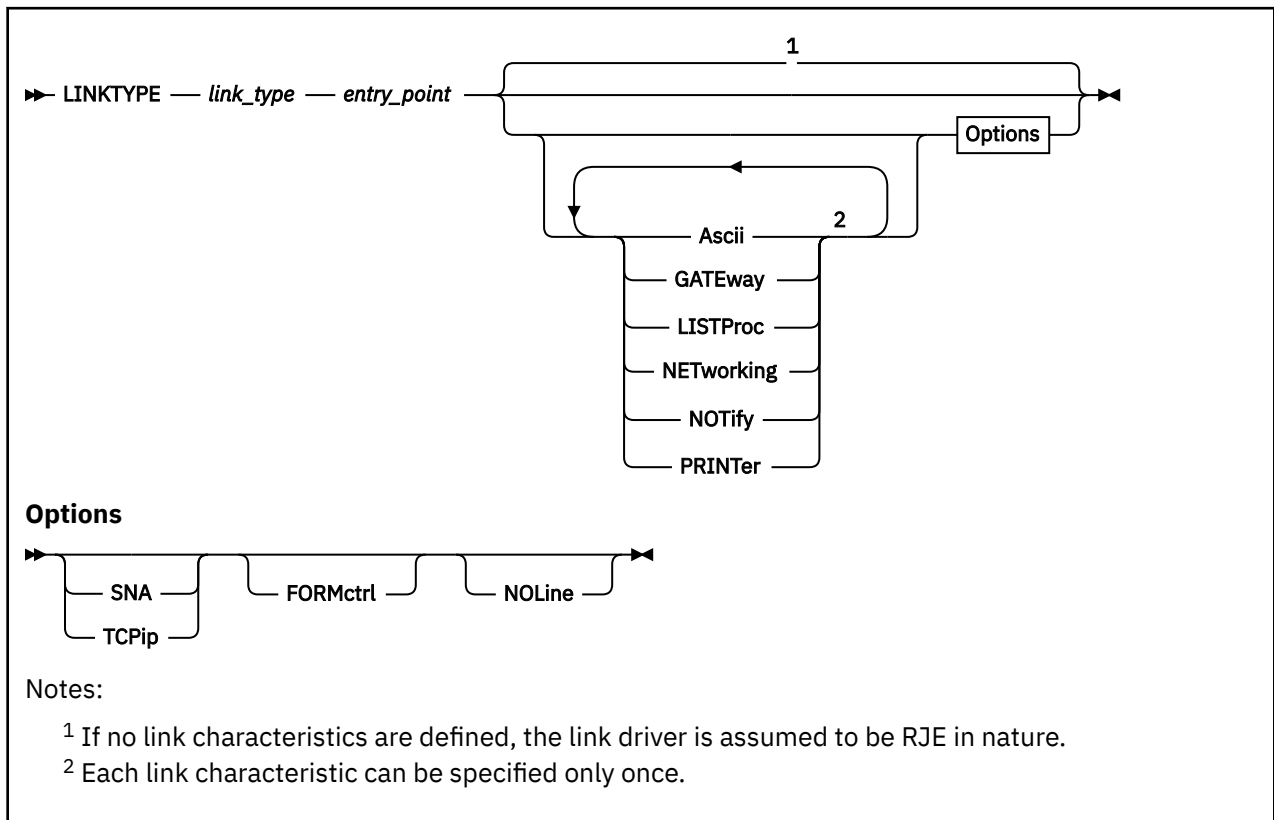 1
LINKTYPE link_type entry_point
Options
2
Ascii
GATEway
LISTProc
NETworking
NOTify
PRINTer
Options
SNA FORMctrl NOLine
TCPip
Notes:
1 If no link characteristics are defined, the link driver is assumed to be RJE in nature.
2 Each link characteristic can be specified only once.